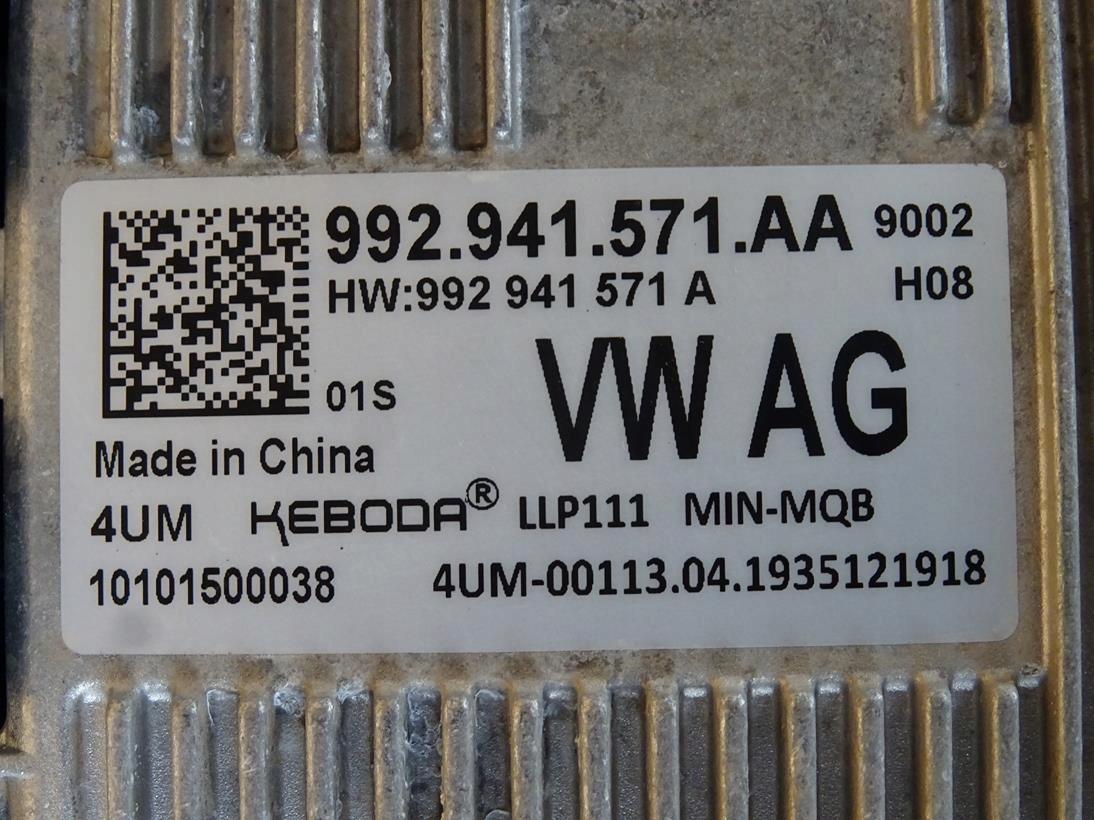 992.941.571.AA 9002
HW:992 941 571 A H08
01S VW AG
Made in China
4UM KEBODA® LLP111 MIN-MQB
10101500038 4UM-00113.04.1935121918